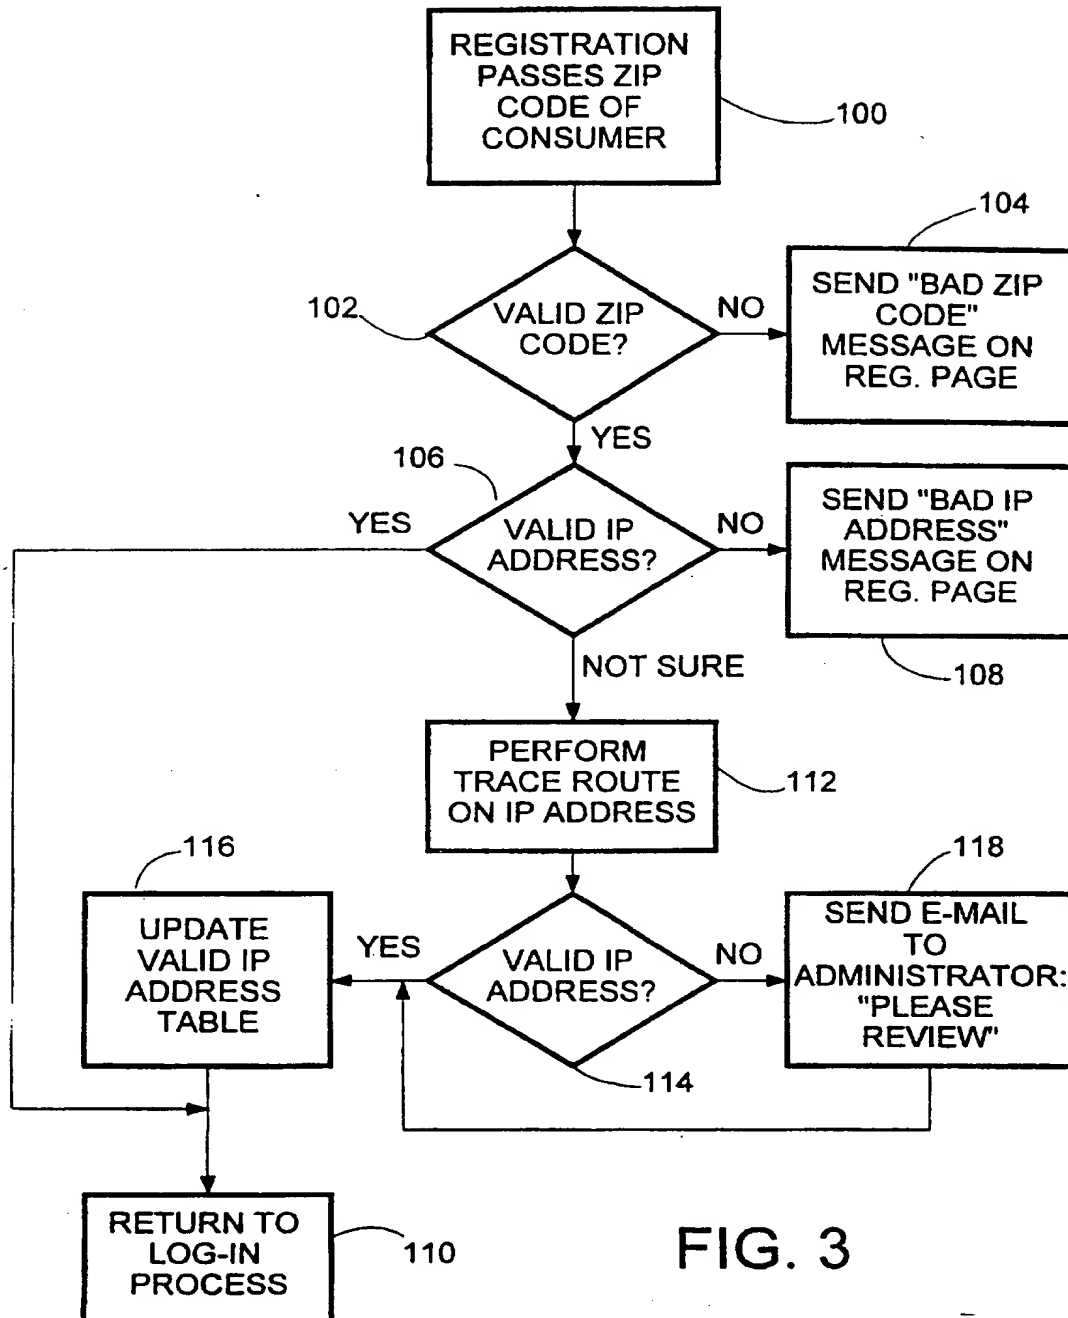 REGISTRATION
PASSES ZIP
CODE OF
CONSUMER
100
104
102
VALID ZIP
CODE?
NO
SEND "BAD ZIP
CODE"
MESSAGE ON
REG. PAGE
YES
106
YES
VALID IP
ADDRESS?
NO
SEND "BAD IP
ADDRESS"
MESSAGE ON
REG. PAGE
108
NOT SURE
PERFORM
TRACE ROUTE
ON IP ADDRESS
112
116
118
UPDATE
VALID IP
ADDRESS
TABLE
YES
VALID IP
ADDRESS?
NO
SEND E-MAIL
TO
ADMINISTRATOR:
"PLEASE
REVIEW"
114
RETURN TO
LOG-IN
PROCESS
110
FIG. 3